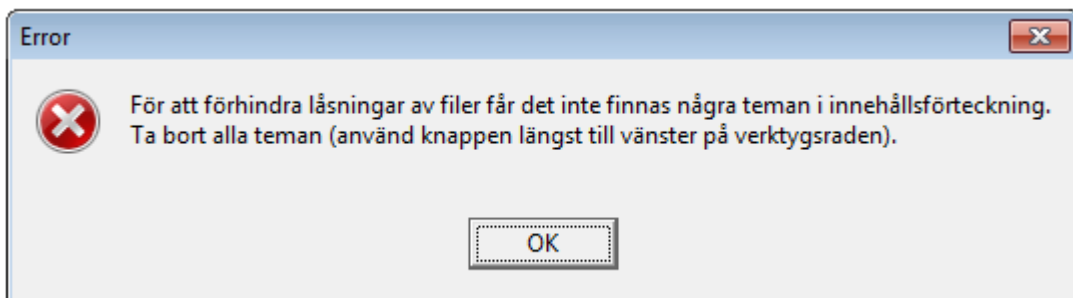 Error
För att förhindra låsningar av filer får det inte finnas några teman i innehållsförteckning.
Ta bort alla teman (använd knappen längst till vänster på verktygsraden).
OK